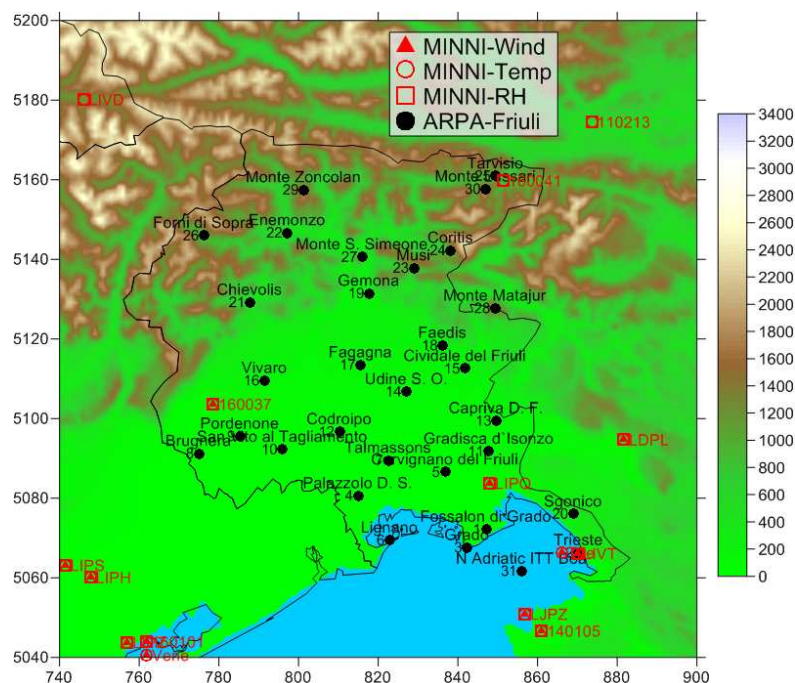 5200
5180
5160
5140
5120
5100
5080
5060
5040
740
760
780
800
820
840
860
880
900
MINNI-Wind
MINNI-Temp
MINNI-RH
ARPA-Friuli
3400
3200
3000
2800
2600
2400
2200
2000
1800
1600
1400
1200
1000
800
600
400
200
0
LIVD
110213
Tarvisio
25
Monte
30
160041
Monte Zoncolan
29
Forni di Sopra
26
Enemonzo
22
Monte S. Simeone
27
Coritis
24
Musi
23
Gemona
19
Chievolis
21
Monte Matajur
28
Faedis
18
Fagagna
17
Cividale del Friuli
15
Vivaro
16
Udine S. O.
14
160037
Capriva D. F.
13
Codroipo
12
Pordenone
Brugnera
8
al Tagliamento
10
Gradisca d`Isonzo
11
LDPL
Talmassons
Cervignano del Friuli
5
Palazzolo D. S.
4
LIPQ
Fossalon di Grado
1
Sgonico
20
Lignano
6
Grado
3
Trieste
N Adriatic ITT Boa
31
LIPS
LIPH
LJPZ
140105
Vene